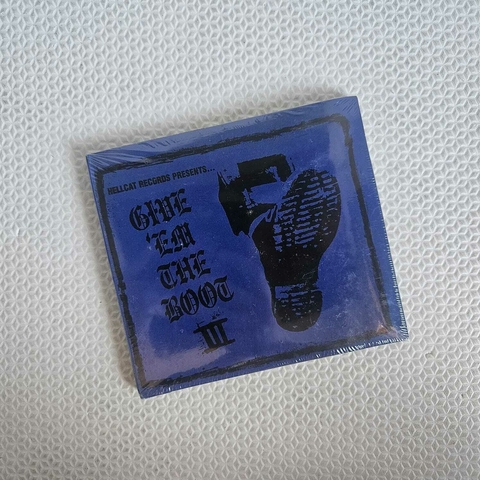 HELLCAT RECORDS PRESENTS...
GIVE
'EM
THE
BOOT
III